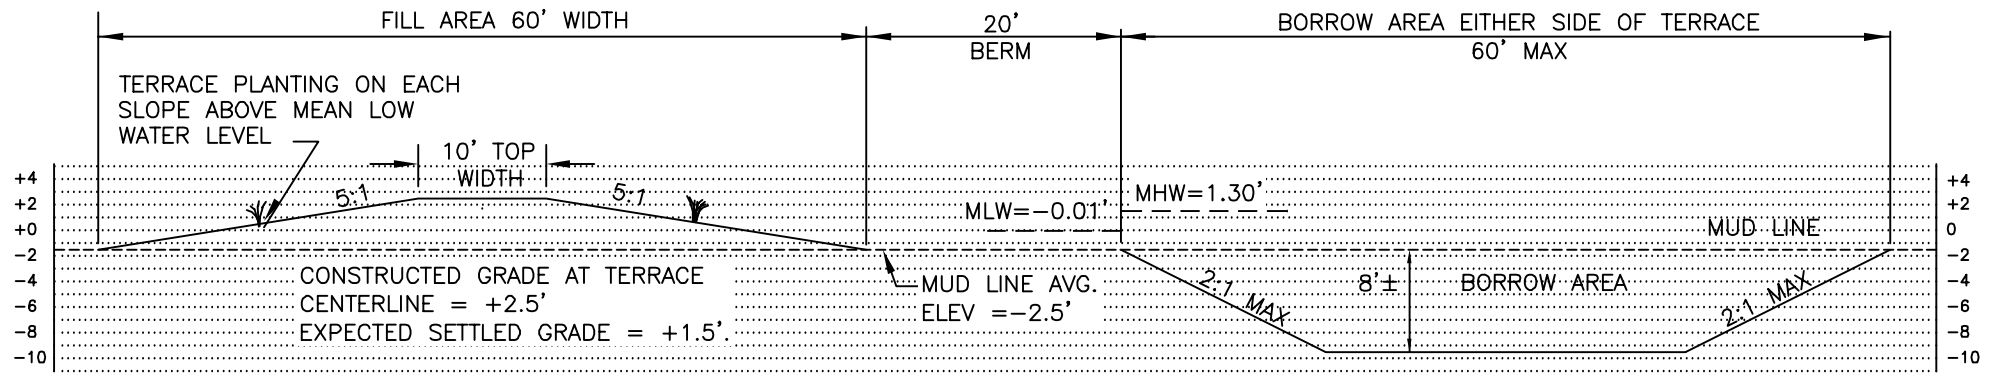 FILL AREA 60' WIDTH
20'
BERM
BORROW AREA EITHER SIDE OF TERRACE
60' MAX
TERRACE PLANTING ON EACH
SLOPE ABOVE MEAN LOW
WATER LEVEL
10' TOP
WIDTH
5:1
5:1
MLW=-0.01'
MHW=1.30'
MUD LINE
+4
+2
+0
-2
-4
-6
-8
-10
CONSTRUCTED GRADE AT TERRACE
CENTERLINE = +2.5'
EXPECTED SETTLED GRADE = +1.5'.
MUD LINE AVG.
ELEV =-2.5'
2:1 MAX
8'±
BORROW AREA
2:1 MAX
+4
+2
0
-2
-4
-6
-8
-10